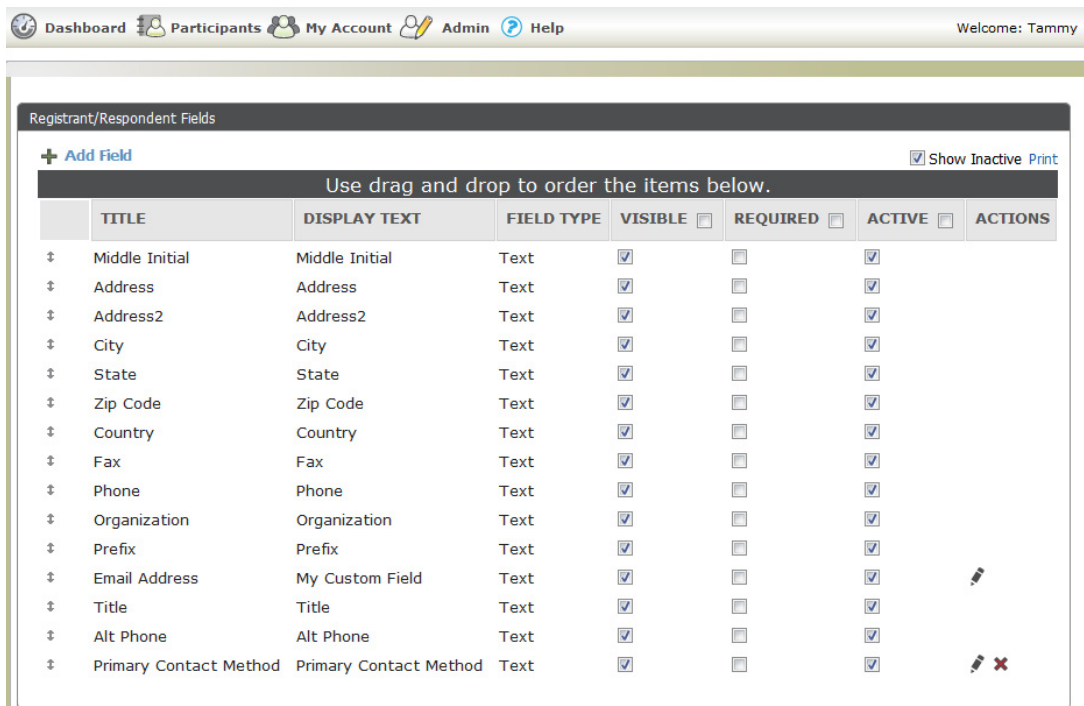 Dashboard Participants My Account Admin Help Welcome: Tammy
Registrant/Respondent Fields
Add Field Show Inactive Print
Use drag and drop to order the items below.
TITLE DISPLAY TEXT FIELD TYPE VISIBLE REQUIRED ACTIVE ACTIONS
Middle Initial Middle Initial Text
Address Address Text
Address2 Address2 Text
City City Text
State State Text
Zip Code Zip Code Text
Country Country Text
Fax Fax Text
Phone Phone Text
Organization Organization Text
Prefix Prefix Text
Email Address My Custom Field Text
Title Title Text
Alt Phone Alt Phone Text
Primary Contact Method Primary Contact Method Text